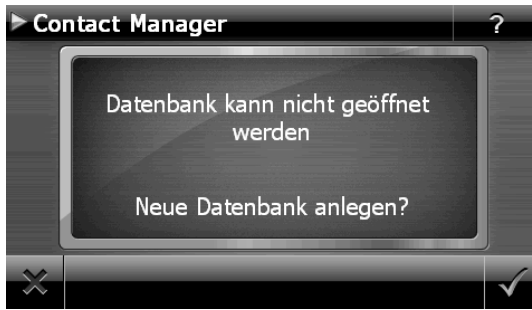 Contact Manager
?
Datenbank kann nicht geöffnet
werden
Neue Datenbank anlegen?